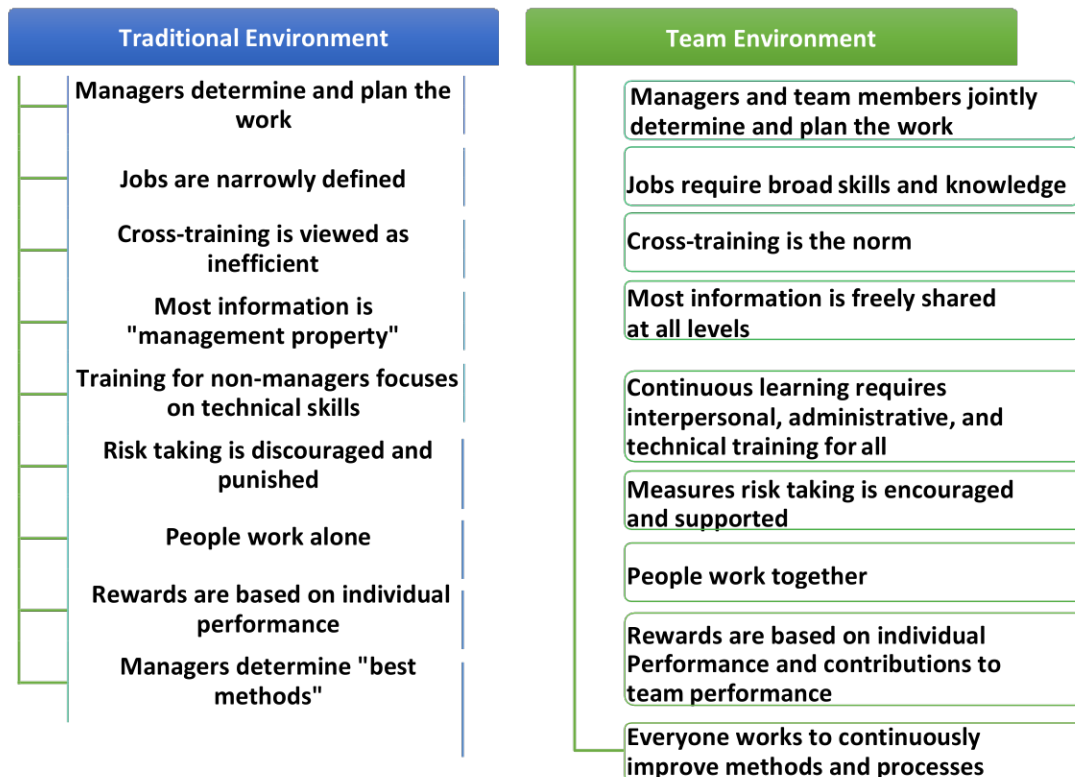 Traditional Environment
Managers determine and plan the
work
Jobs are narrowly defined
Cross-training is viewed as
inefficient
Most information is
"management property"
Training for non-managers focuses
on technical skills
Risk taking is discouraged and
punished
People work alone
Rewards are based on individual
performance
Managers determine "best
methods"
Team Environment
Managers and team members jointly
determine and plan the work
Jobs require broad skills and knowledge
Cross-training is the norm
Most information is freely shared
at all levels
Continuous learning requires
interpersonal, administrative, and
technical training for all
Measures risk taking is encouraged
and supported
People work together
Rewards are based on individual
Performance and contributions to
team performance
Everyone works to continuously
improve methods and processes